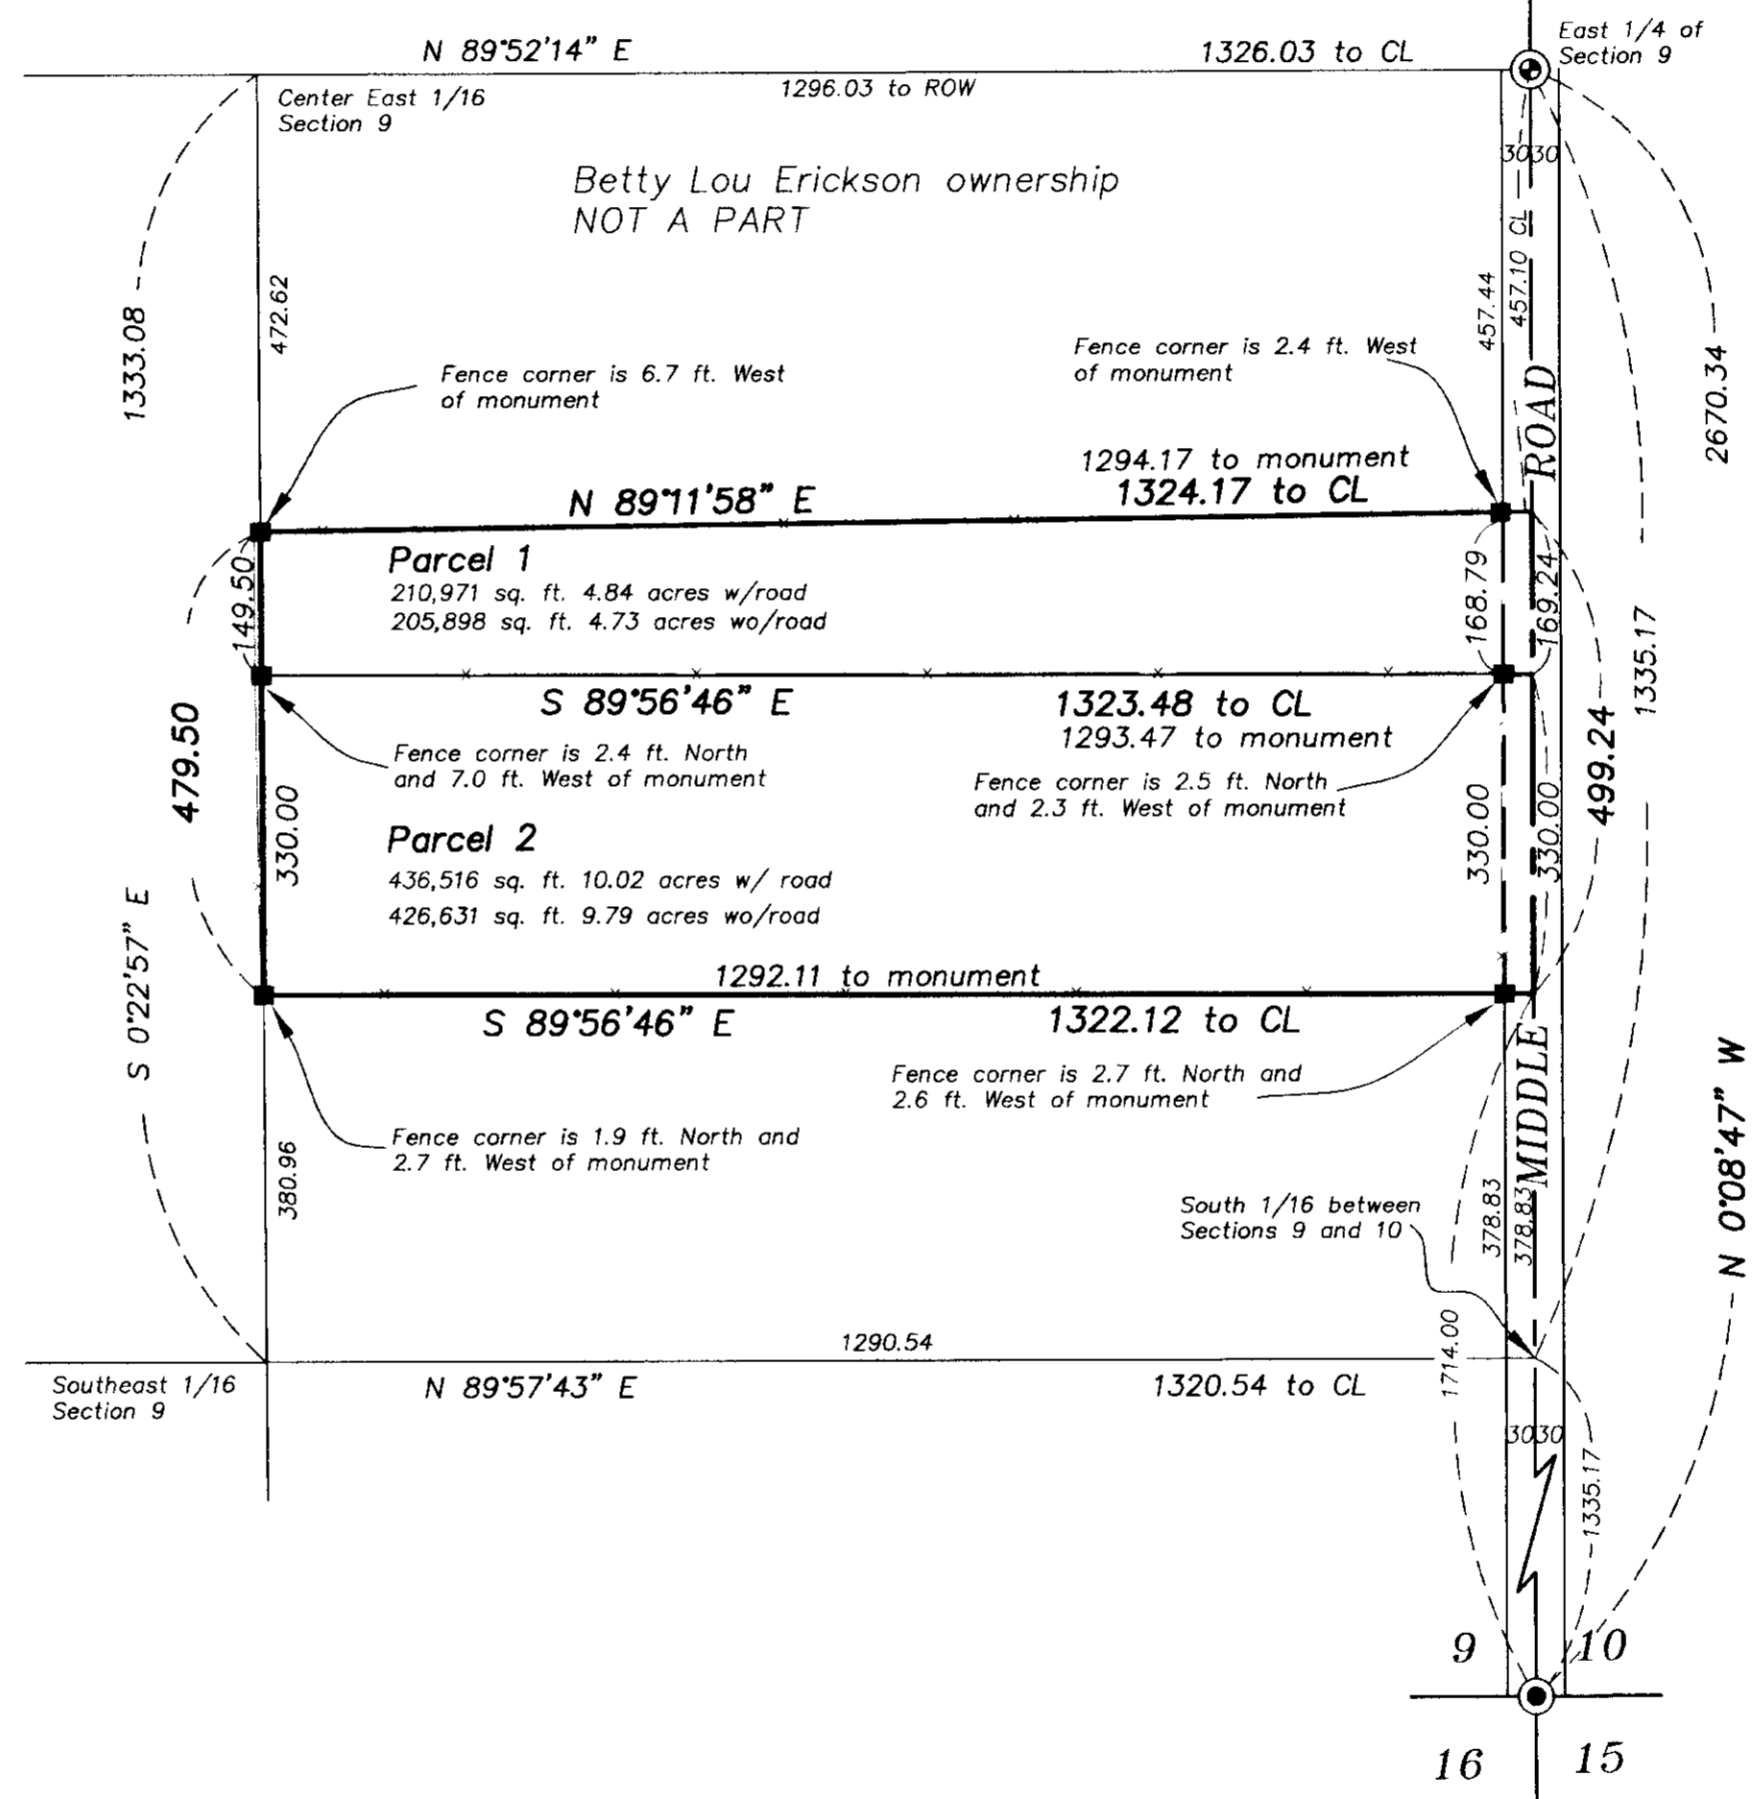 N 89°52'14" E
1326.03 to CL
East 1/4 of
Section 9
1296.03 to ROW
Center East 1/16
Section 9
3030
Betty Lou Erickson ownership
NOT A PART
1333.08
472.62
457.44
457.10 CL
ROAD
2670.34
Fence corner is 6.7 ft. West
of monument
Fence corner is 2.4 ft. West
of monument
1294.17 to monument
N 89°11'58" E
1324.17 to CL
Parcel 1
210,971 sq. ft. 4.84 acres w/road
205,898 sq. ft. 4.73 acres wo/road
149.50
168.79
169.24
1335.17
S 89°56'46" E
1323.48 to CL
1293.47 to monument
479.50
499.24
Fence corner is 2.4 ft. North
and 7.0 ft. West of monument
Fence corner is 2.5 ft. North
and 2.3 ft. West of monument
330.00
330.00
330.00
Parcel 2
436,516 sq. ft. 10.02 acres w/ road
426,631 sq. ft. 9.79 acres wo/road
1292.11 to monument
S 89°56'46" E
1322.12 to CL
S 0°22'57" E
MIDDLE
N 0°08'47" W
Fence corner is 2.7 ft. North and
2.6 ft. West of monument
Fence corner is 1.9 ft. North and
2.7 ft. West of monument
380.96
378.83
378.83
South 1/16 between
Sections 9 and 10
1290.54
1714.00
Southeast 1/16
Section 9
N 89°57'43" E
1320.54 to CL
3030
1335.17
9
10
16
15